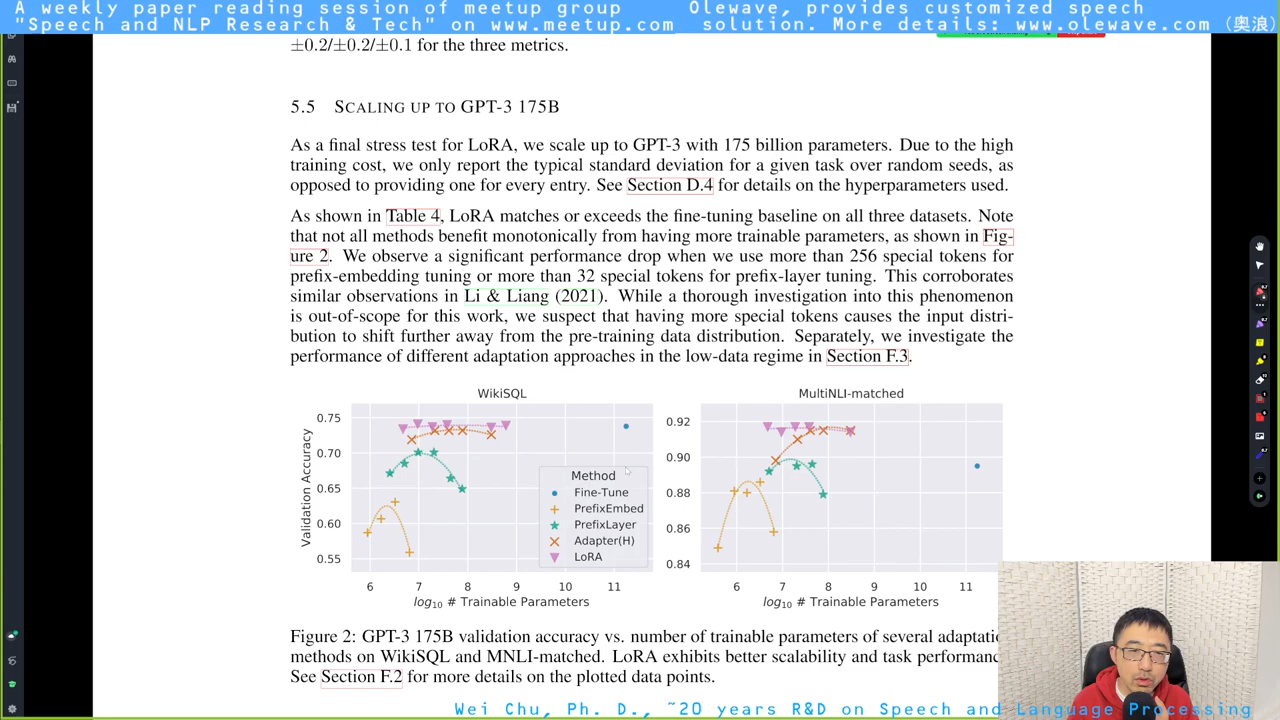 A weekly paper reading session of meetup group
"Speech and NLP Research & Tech" on www.meetup.com
Olewave, provides customized speech
solution. More details: www.olewave.com (奥浪)
±0.2/±0.2/±0.1 for the three metrics.
5.5 SCALING UP TO GPT-3 175B
As a final stress test for LoRA, we scale up to GPT-3 with 175 billion parameters. Due to the high
training cost, we only report the typical standard deviation for a given task over random seeds, as
opposed to providing one for every entry. See Section D.4 for details on the hyperparameters used.
As shown in Table 4, LoRA matches or exceeds the fine-tuning baseline on all three datasets. Note
that not all methods benefit monotonically from having more trainable parameters, as shown in Fig-
ure 2. We observe a significant performance drop when we use more than 256 special tokens for
prefix-embedding tuning or more than 32 special tokens for prefix-layer tuning. This corroborates
similar observations in Li & Liang (2021). While a thorough investigation into this phenomenon
is out-of-scope for this work, we suspect that having more special tokens causes the input distri-
bution to shift further away from the pre-training data distribution. Separately, we investigate the
performance of different adaptation approaches in the low-data regime in Section F.3.
WikiSQL
Validation Accuracy
0.75
0.70
0.65
0.60
0.55
Method
Fine-Tune
PrefixEmbed
PrefixLayer
Adapter(H)
LoRA
6 7 8 9 10 11
log10 # Trainable Parameters
MultiNLI-matched
0.92
0.90
0.88
0.86
0.84
6 7 8 9 10 11
log10 # Trainable Parameters
Figure 2: GPT-3 175B validation accuracy vs. number of trainable parameters of several
methods on WikiSQL and MNLI-matched. LoRA exhibits better scalability and task
See Section F.2 for more details on the plotted data points.
Wei Chu, Ph. D., ~20 years R&D on Speech and Language Processing